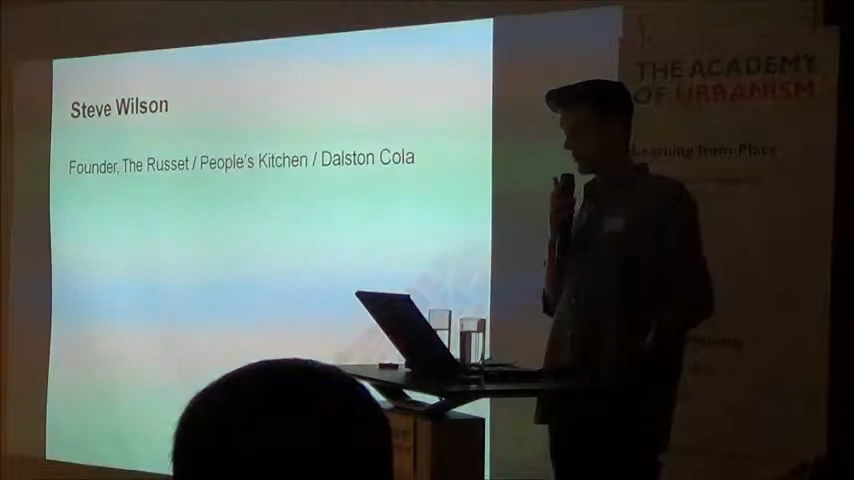 Steve Wilson
Founder, The Russet / People's Kitchen / Dalston Cola
THE ACADEMY
OF URBANISM
Learning from Place